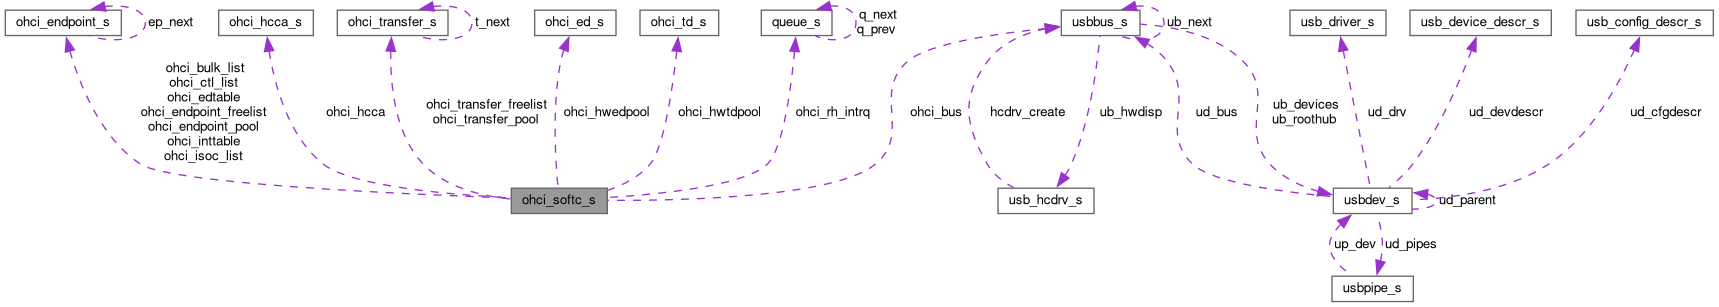 ohci_endpoint_s
ep_next
ohci_hcca_s
ohci_transfer_s
t_next
ohci_ed_s
ohci_td_s
queue_s
q_next
q_prev
usbbus_s
ub_next
usb_driver_s
usb_device_descr_s
usb_config_descr_s
ohci_bulk_list
ohci_ctl_list
ohci_edtable
ohci_endpoint_freelist
ohci_endpoint_pool
ohci_inttable
ohci_isoc_list
ohci_hcca
ohci_transfer_freelist
ohci_transfer_pool
ohci_hwedpool
ohci_hwtdpool
ohci_rh_intrq
ohci_bus
hcdrv_create
ub_hwdisp
ud_bus
ub_devices
ub_roothub
ud_drv
ud_devdescr
ud_cfgdescr
ohci_softc_s
usb_hcdrv_s
usbdev_s
ud_parent
up_dev
ud_pipes
usbpipe_s